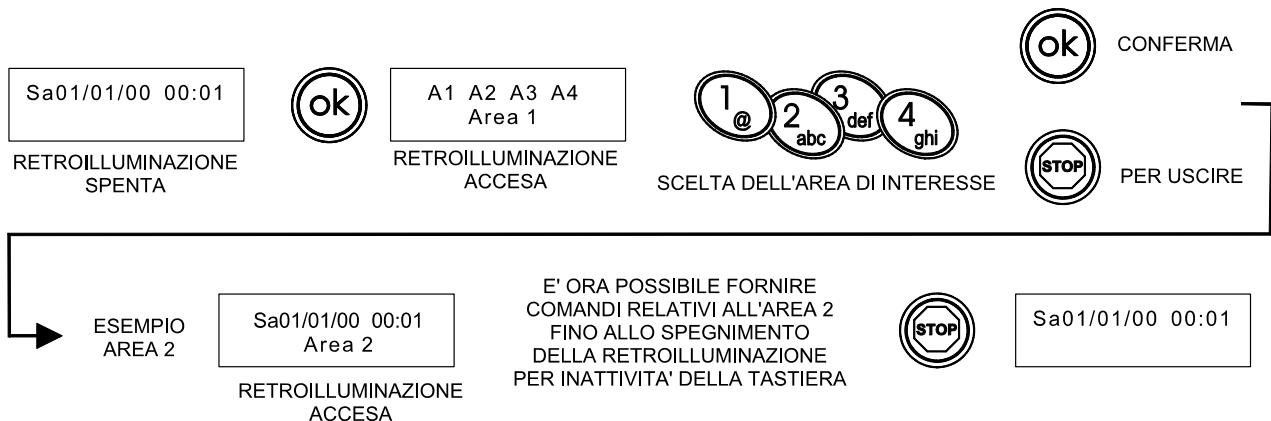 Sa01/01/00 00:01
RETROILLUMINAZIONE
SPENTA
ok
A1 A2 A3 A4
Area 1
RETROILLUMINAZIONE
ACCESA
1 @
2 abc
3 def
4 ghi
SCELTA DELL'AREA DI INTERESSE
ok
CONFERMA
STOP
PER USCIRE
ESEMPIO
AREA 2
Sa01/01/00 00:01
Area 2
RETROILLUMINAZIONE
ACCESA
E' ORA POSSIBILE FORNIRE
COMANDI RELATIVI ALL'AREA 2
FINO ALLO SPEGNIMENTO
DELLA RETROILLUMINAZIONE
PER INATTIVITA' DELLA TASTIERA
STOP
Sa01/01/00 00:01